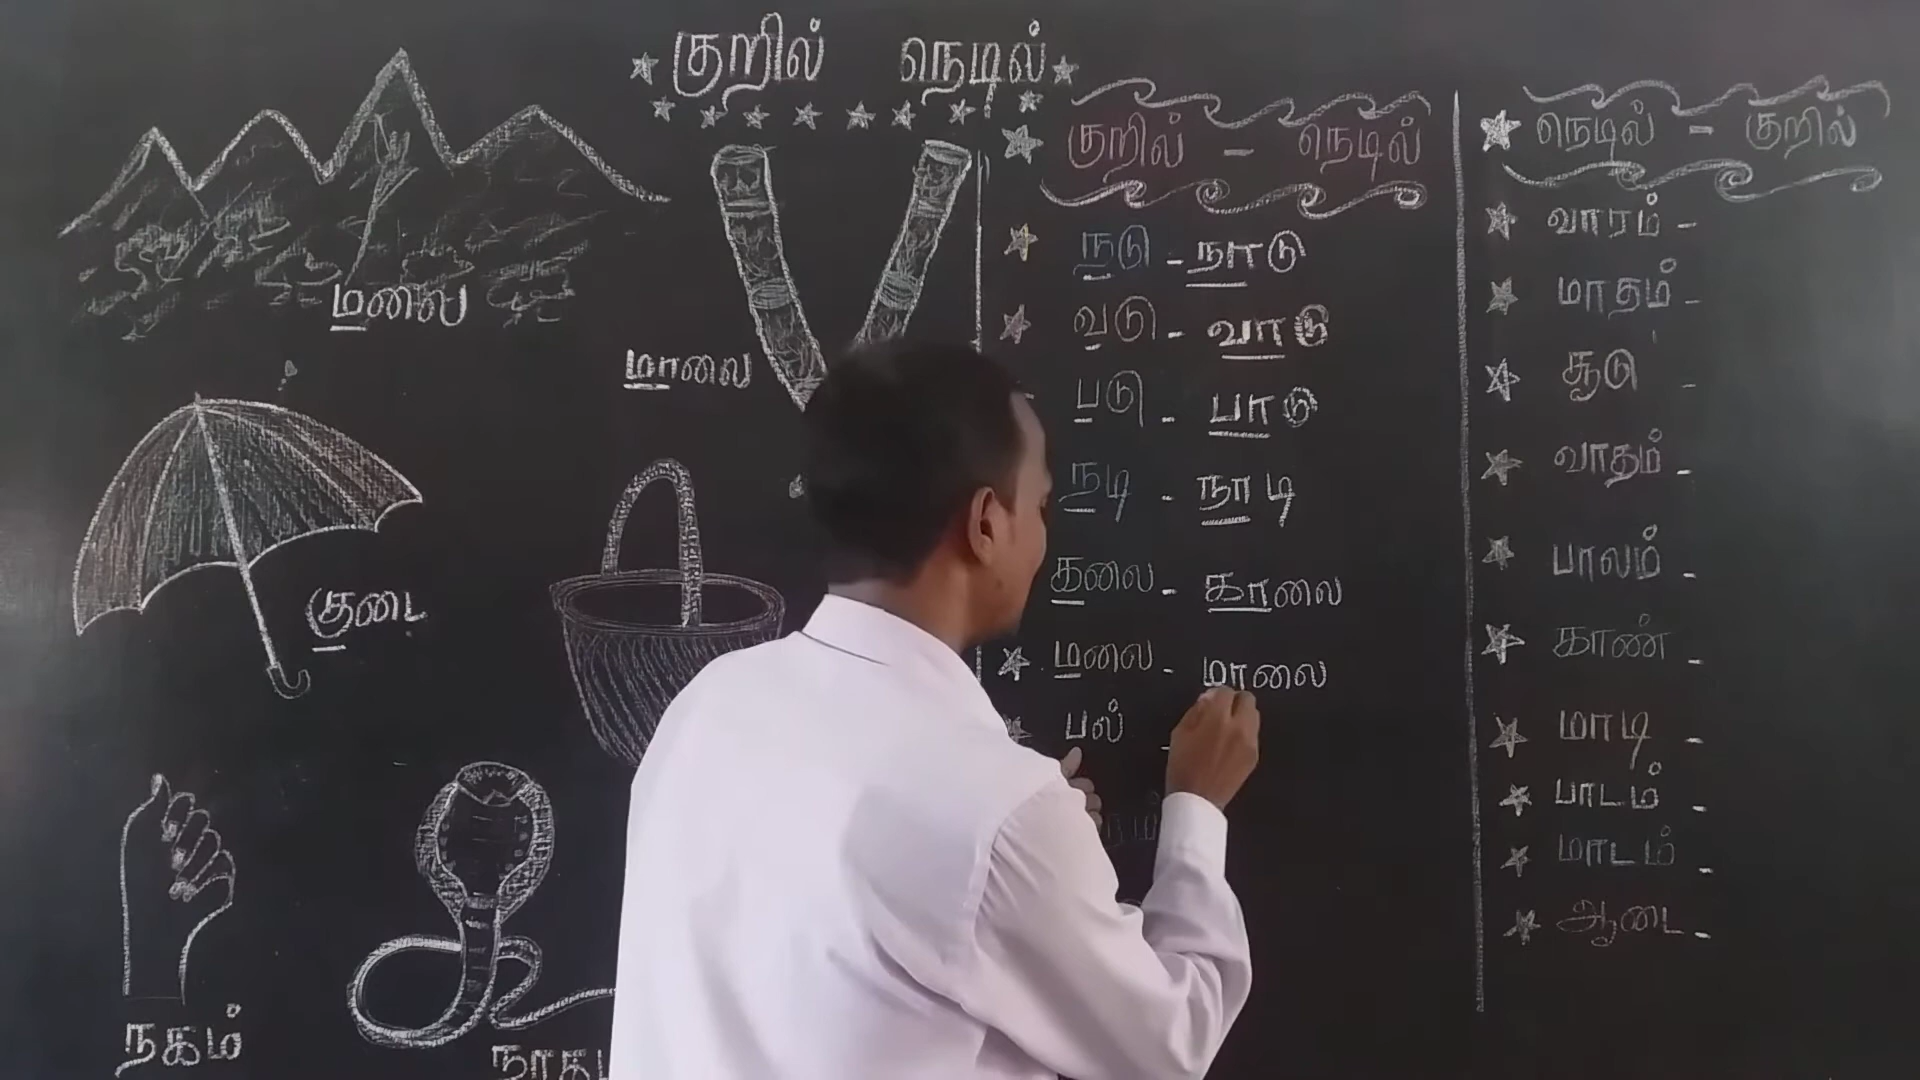 குறில் நெடில்
குறில் - நெடில்
நடு - நாடு
வடு - வாடு
படு - பாடு
நடி - நாடி
தலை - காலை
மலை - மாலை
பல் -
நெடில் - குறில்
வாரம் -
மாதம் -
சூடு -
வாதம் -
பாலம் -
காண் -
மாடி -
பாடம் -
மாடம் -
ஆடை -
மலை
மாலை
குடை
நகம்